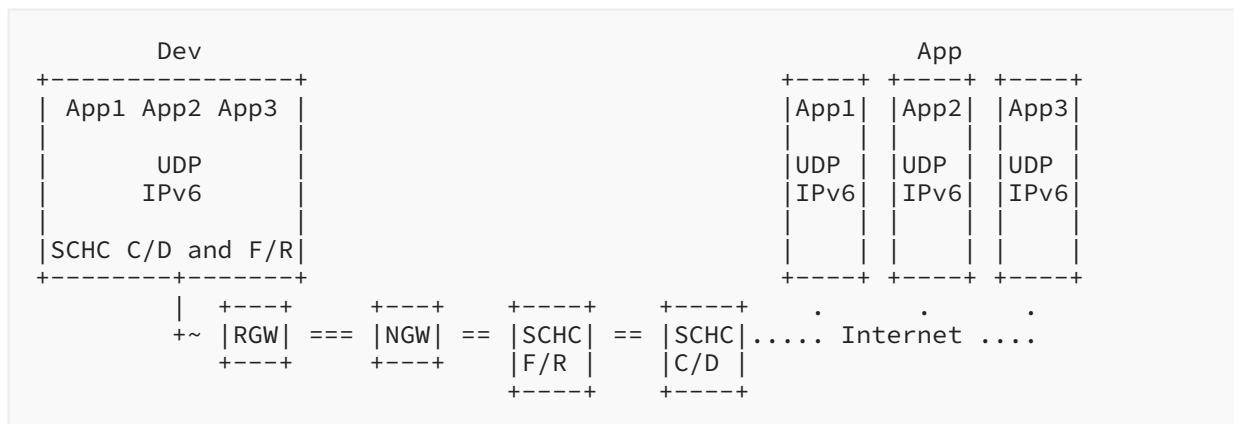 Dev                                               App
+----------------+                                +----+ +----+ +----+
| App1 App2 App3 |                                |App1| |App2| |App3|
|                |                                |    | |    | |    |
|       UDP      |                                |UDP | |UDP | |UDP |
|      IPv6      |                                |IPv6| |IPv6| |IPv6|
|                |                                |    | |    | |    |
|SCHC C/D and F/R|                                |    | |    | |    |
+--------+-------+                                +----+ +----+ +----+
         |  +---+     +---+    +----+    +----+     .      .      .
         +~ |RGW| === |NGW| == |SCHC| == |SCHC|..... Internet ....
            +---+     +---+    |F/R |    |C/D |
                               +----+    +----+